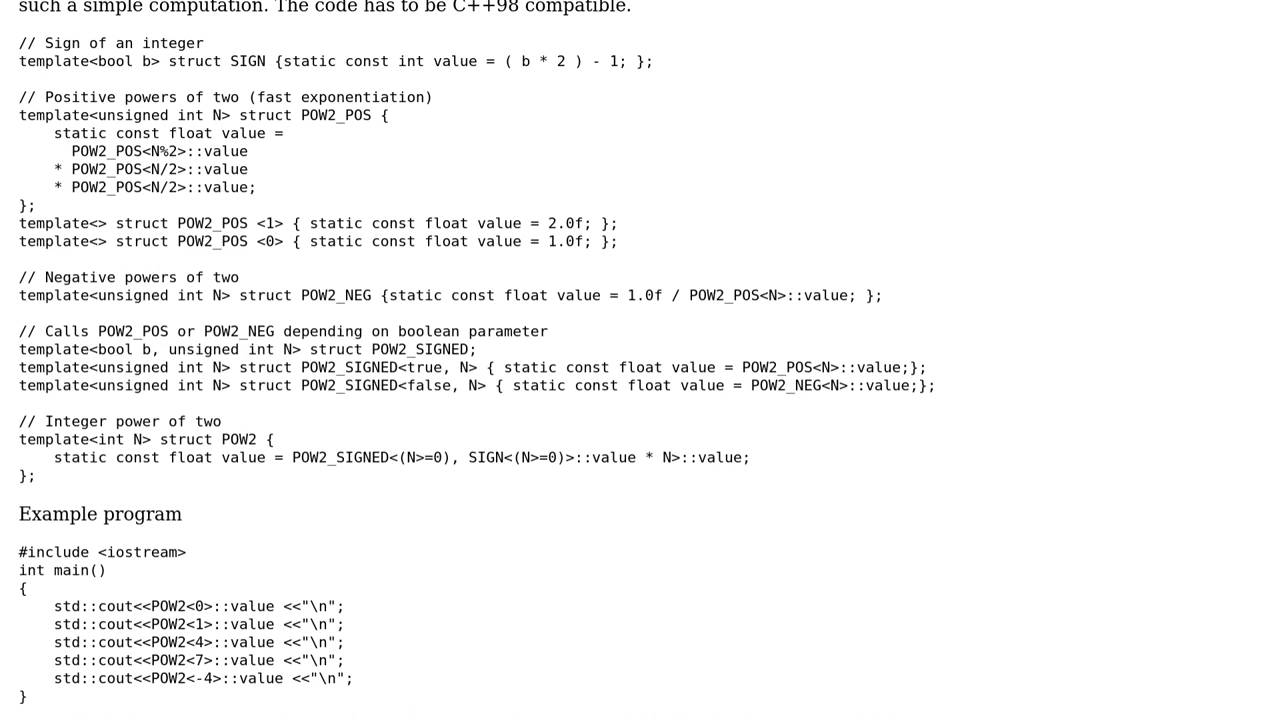 such a simple computation. The code has to be C++98 compatible.
// Sign of an integer
template<bool b> struct SIGN {static const int value = ( b * 2 ) - 1; };

// Positive powers of two (fast exponentiation)
template<unsigned int N> struct POW2_POS {
    static const float value =
      POW2_POS<N%2>::value
    * POW2_POS<N/2>::value
    * POW2_POS<N/2>::value;
};
template<> struct POW2_POS <1> { static const float value = 2.0f; };
template<> struct POW2_POS <0> { static const float value = 1.0f; };

// Negative powers of two
template<unsigned int N> struct POW2_NEG {static const float value = 1.0f / POW2_POS<N>::value; };

// Calls POW2_POS or POW2_NEG depending on boolean parameter
template<bool b, unsigned int N> struct POW2_SIGNED;
template<unsigned int N> struct POW2_SIGNED<true, N> { static const float value = POW2_POS<N>::value;};
template<unsigned int N> struct POW2_SIGNED<false, N> { static const float value = POW2_NEG<N>::value;};

// Integer power of two
template<int N> struct POW2 {
    static const float value = POW2_SIGNED<(N>=0), SIGN<(N>=0)>::value * N>::value;
};
Example program
#include <iostream>
int main()
{
    std::cout<<POW2<0>::value <<"\n";
    std::cout<<POW2<1>::value <<"\n";
    std::cout<<POW2<4>::value <<"\n";
    std::cout<<POW2<7>::value <<"\n";
    std::cout<<POW2<-4>::value <<"\n";
}